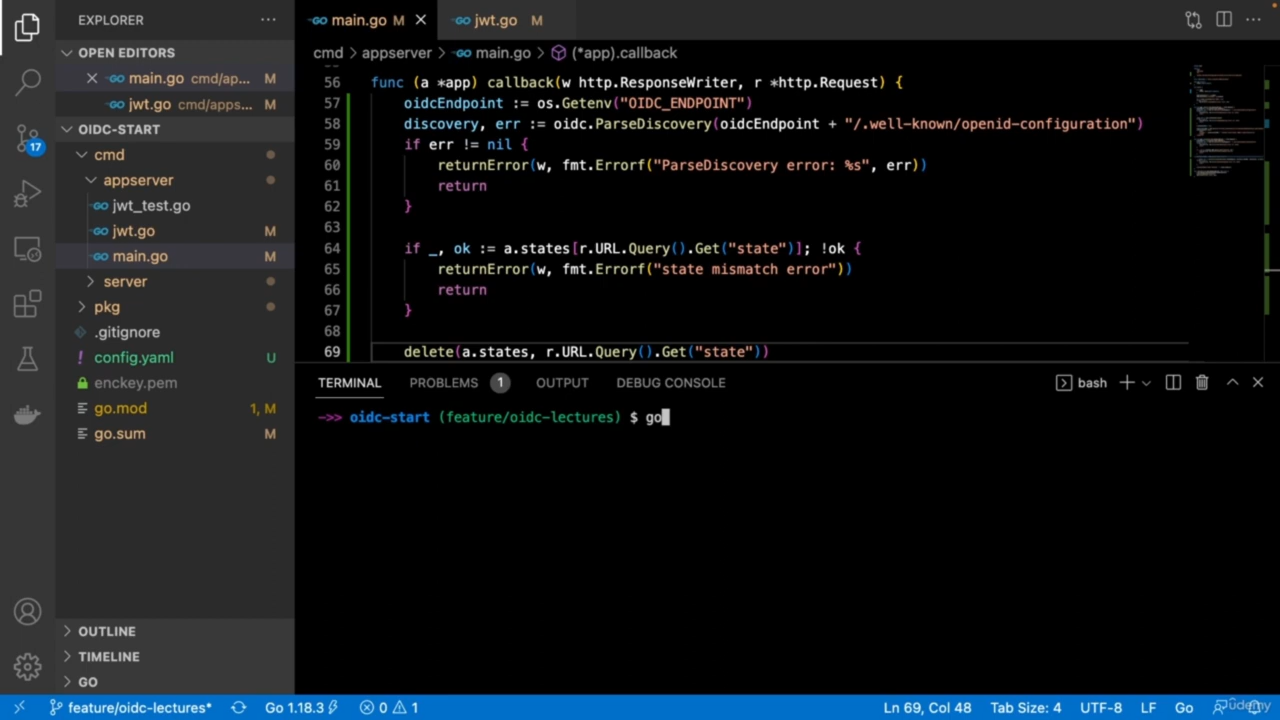 EXPLORER
OPEN EDITORS
main.go cmd/ap... M
jwt.go cmd/apps... M
OIDC-START
cmd
appserver
jwt_test.go
jwt.go M
main.go M
server
pkg
.gitignore
config.yaml U
enckey.pem
go.mod 1, M
go.sum M
OUTLINE
TIMELINE
GO
17
main.go M
jwt.go M
cmd > appserver > main.go > (*app).callback
56 func (a *app) callback(w http.ResponseWriter, r *http.Request) {
57 oidcEndpoint := os.Getenv("OIDC_ENDPOINT")
58 discovery, err := oidc.ParseDiscovery(oidcEndpoint + "/.well-known/openid-configuration")
59 if err != nil {
60 returnError(w, fmt.Errorf("ParseDiscovery error: %s", err))
61 return
62 }
63
64 if _, ok := a.states[r.URL.Query().Get("state")]; !ok {
65 returnError(w, fmt.Errorf("state mismatch error"))
66 return
67 }
68
69 delete(a.states, r.URL.Query().Get("state"))
TERMINAL PROBLEMS 1 OUTPUT DEBUG CONSOLE bash
->> oidc-start (feature/oidc-lectures) $ go
feature/oidc-lectures* Go 1.18.3 0 1 Ln 69, Col 48 Tab Size: 4 UTF-8 LF Go
Udemy